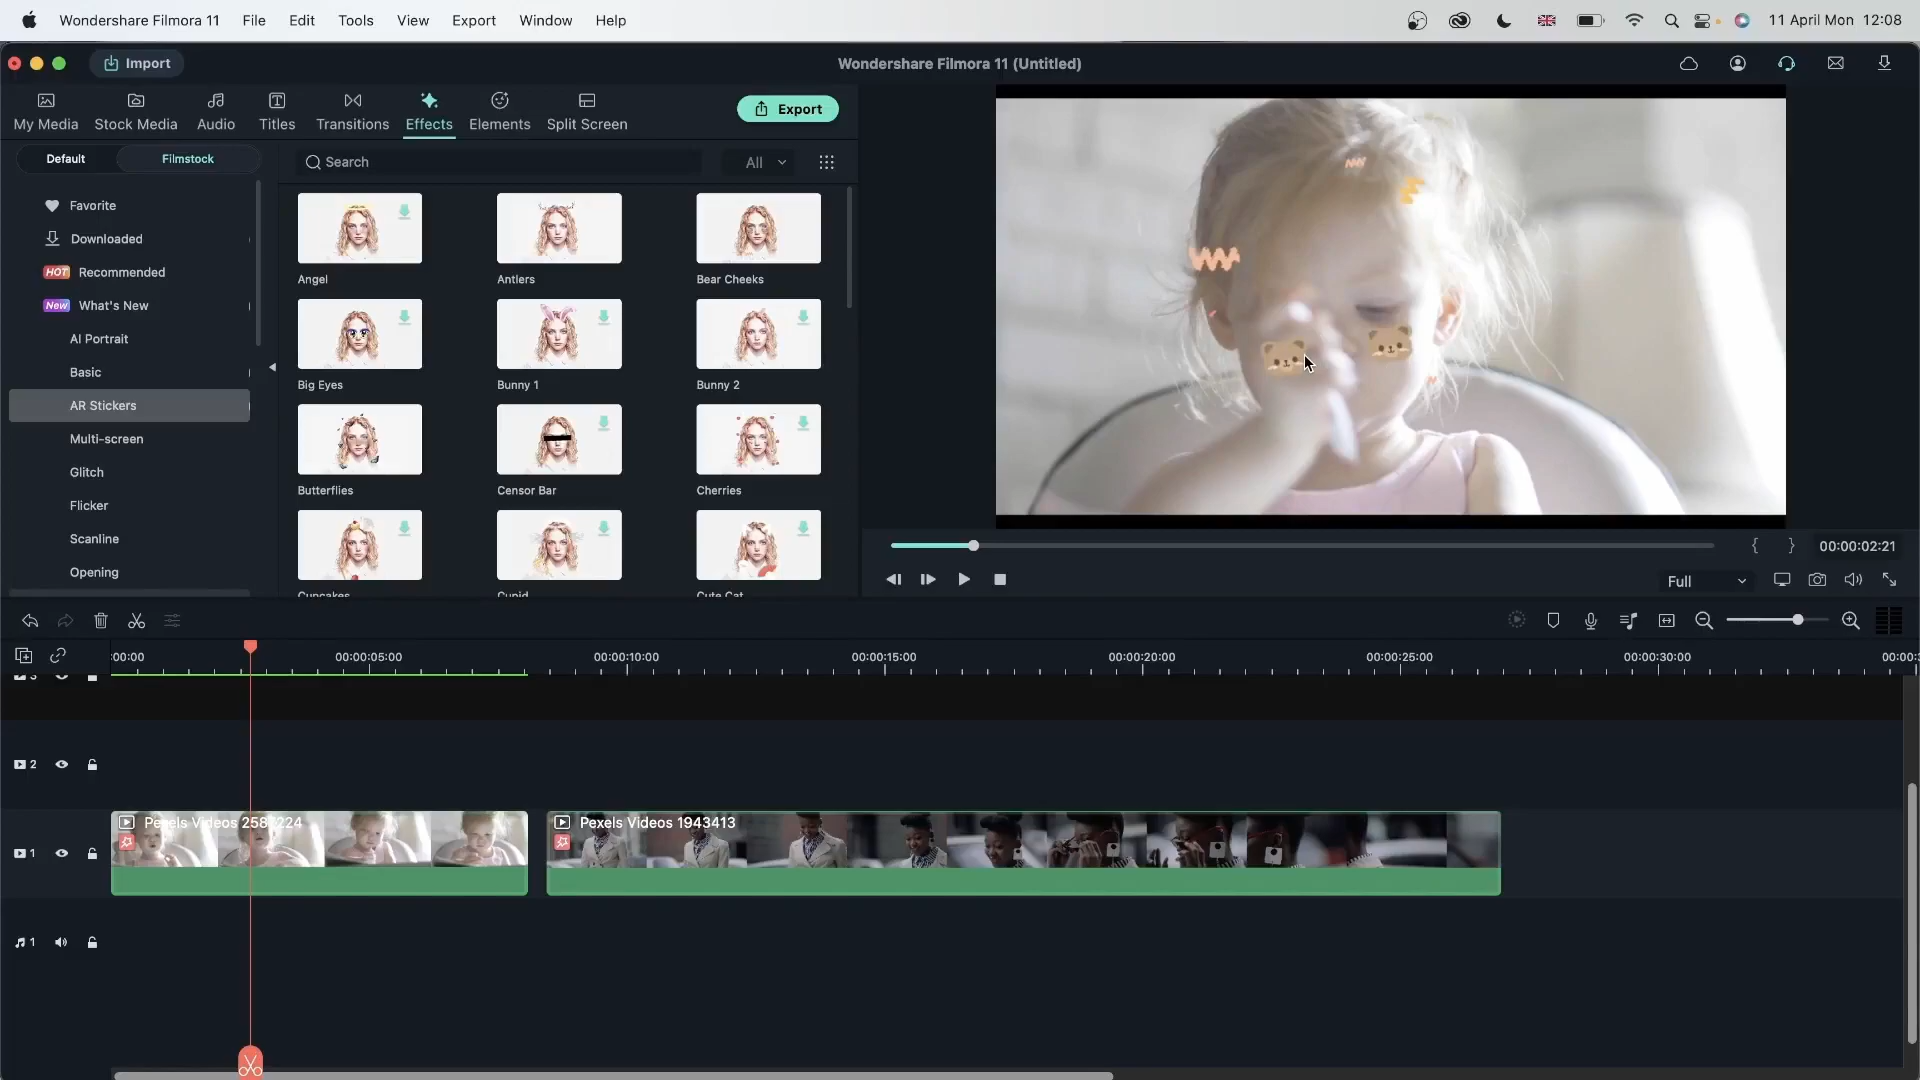 Wondershare Filmora 11 File Edit Tools View Export Window Help 11 April Mon 12:08
Import Wondershare Filmora 11 (Untitled)
My Media Stock Media Audio Titles Transitions Effects Elements Split Screen Export
Default Filmstock Search All
Favorite
Downloaded
HOT Recommended
New What's New
AI Portrait
Basic
AR Stickers
Multi-screen
Glitch
Flicker
Scanline
Opening
Angel Antlers Bear Cheeks
Big Eyes Bunny 1 Bunny 2
Butterflies Censor Bar Cherries
Cupcakes Cupid Cute Cat
{ } 00:00:02:21
Full
:00:00 00:00:05:00 00:00:10:00 00:00:15:00 00:00:20:00 00:00:25:00 00:00:30:00
3
2
Pexels Videos 1943413
1
1